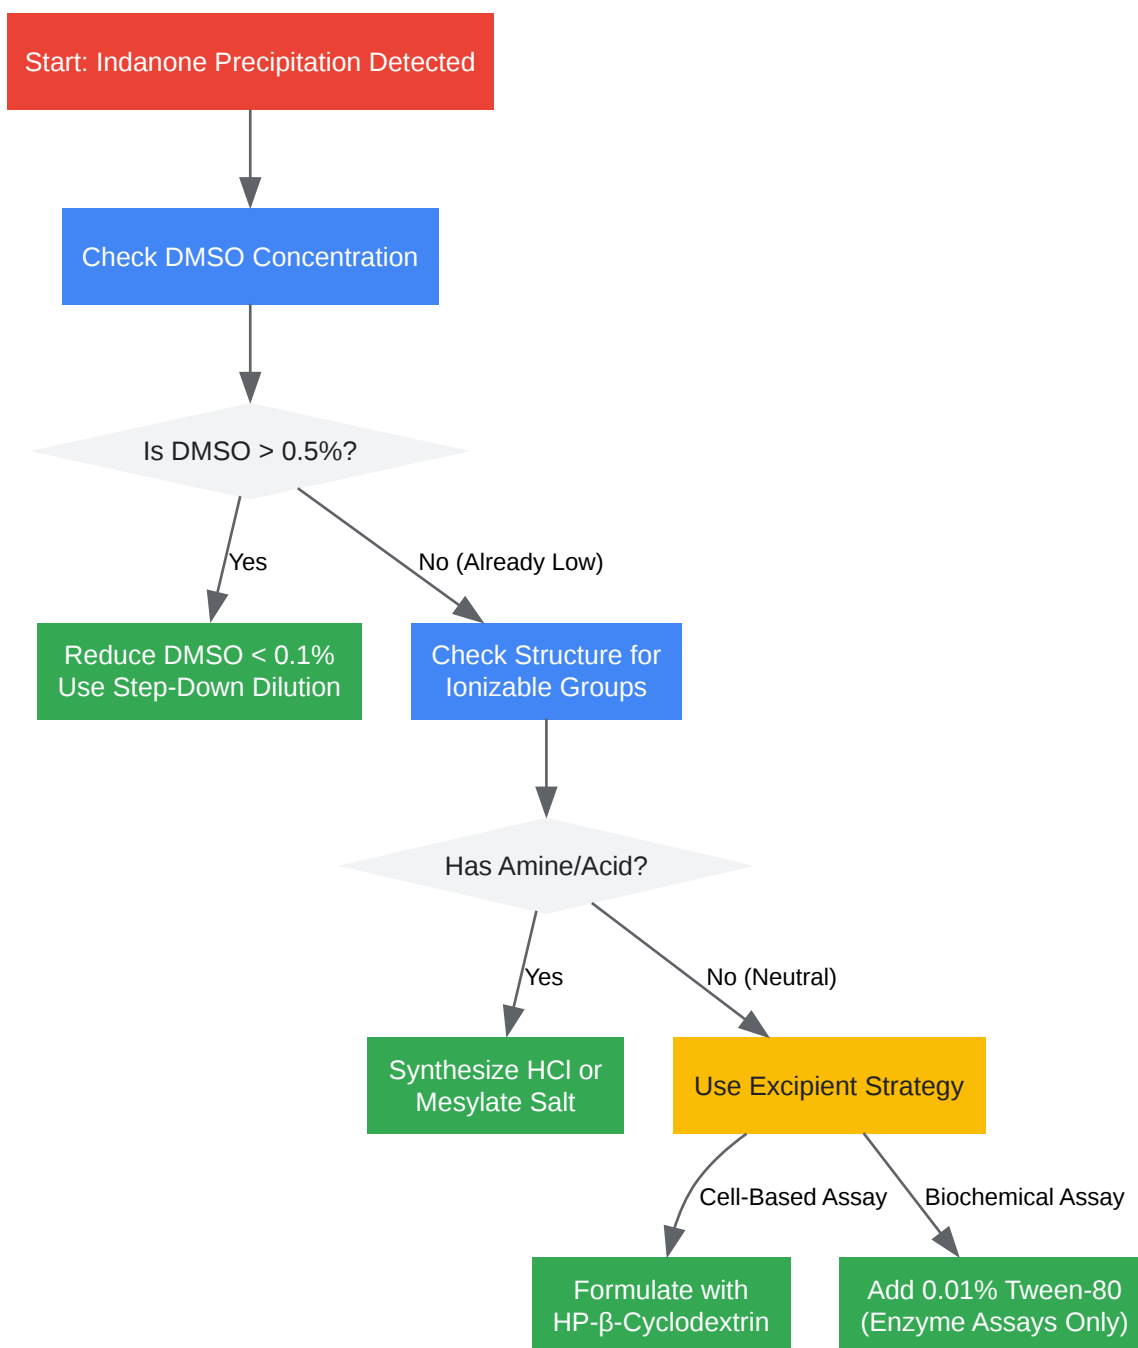 Start: Indanone Precipitation Detected
Check DMSO Concentration
Is DMSO > 0.5%?
Yes
No (Already Low)
Reduce DMSO < 0.1%
Use Step-Down Dilution
Check Structure for
Ionizable Groups
Has Amine/Acid?
Yes
No (Neutral)
Synthesize HCl or
Mesylate Salt
Use Excipient Strategy
Cell-Based Assay
Biochemical Assay
Formulate with
HP-β-Cyclodextrin
Add 0.01% Tween-80
(Enzyme Assays Only)